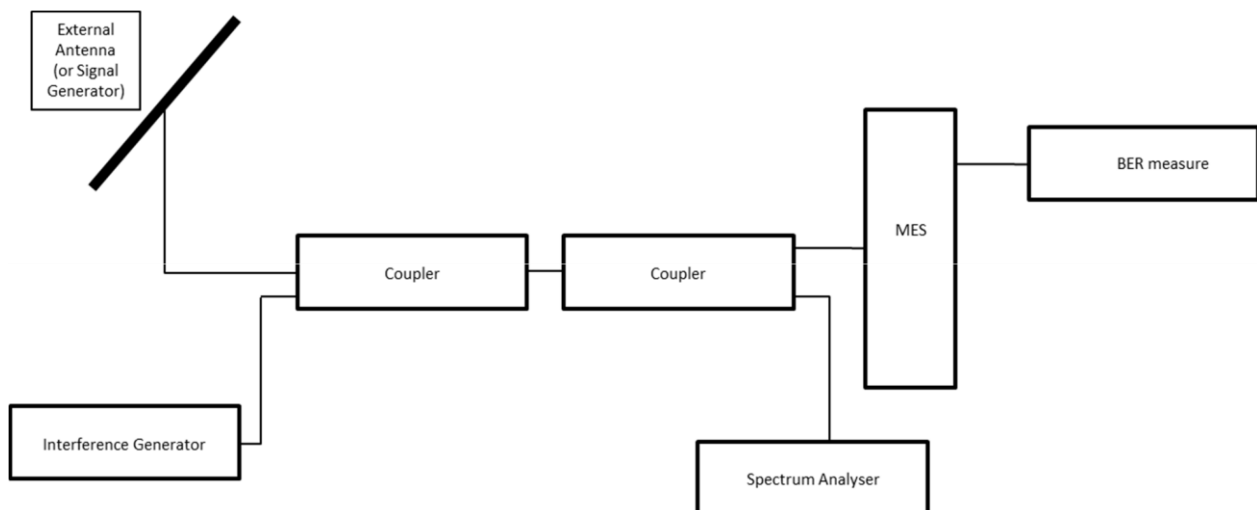 External
Antenna
(or Signal
Generator)
BER measure
MES
Coupler
Coupler
Interference Generator
Spectrum Analyser